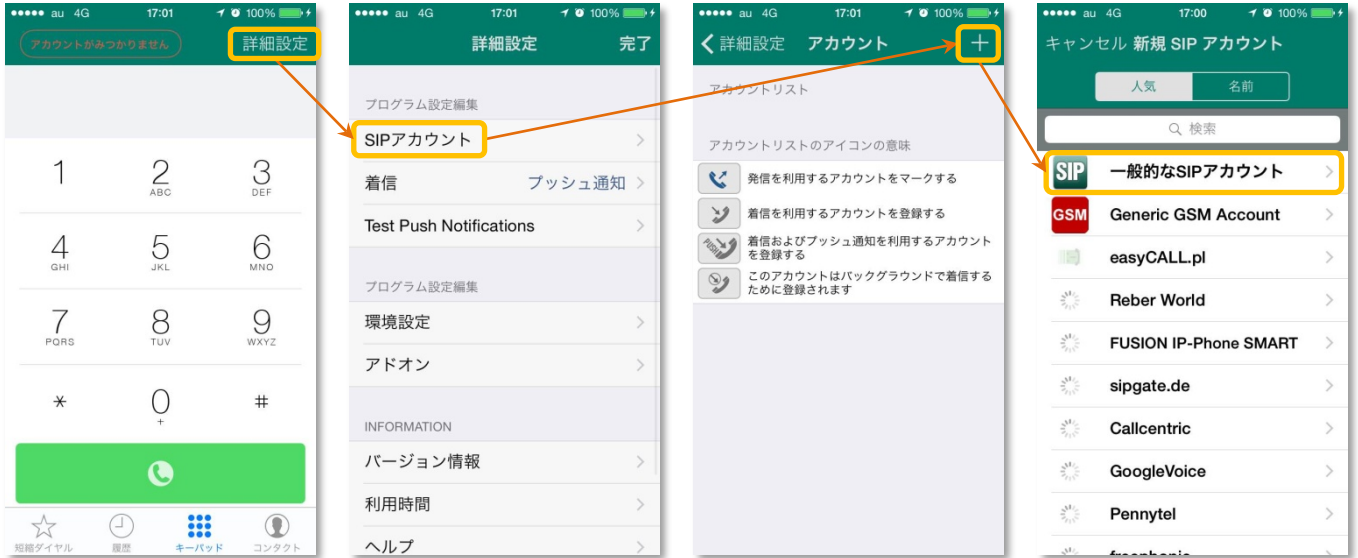 au 4G 17:01 100%
アカウントがみつかりません 詳細設定
1
2
ABC
3
DEF
4
GHI
5
JKL
6
MNO
7
PQRS
8
TUV
9
WXYZ
*
0
+
#
短縮ダイヤル 履歴 キーパッド コンタクト
au 4G 17:01 100%
詳細設定 完了
プログラム設定編集
SIPアカウント
着信 プッシュ通知
Test Push Notifications
プログラム設定編集
環境設定
アドオン
INFORMATION
バージョン情報
利用時間
ヘルプ
au 4G 17:01 100%
詳細設定 アカウント +
アカウントリスト
アカウントリストのアイコンの意味
発信を利用するアカウントをマークする
着信を利用するアカウントを登録する
着信およびプッシュ通知を利用するアカウント
を登録する
このアカウントはバックグラウンドで着信する
ために登録されます
au 4G 17:00 100%
キャンセル 新規 SIP アカウント
人気 名前
検索
SIP 一般的なSIPアカウント
GSM Generic GSM Account
easyCALL.pl
Reber World
FUSION IP-Phone SMART
sipgate.de
Callcentric
GoogleVoice
Pennytel